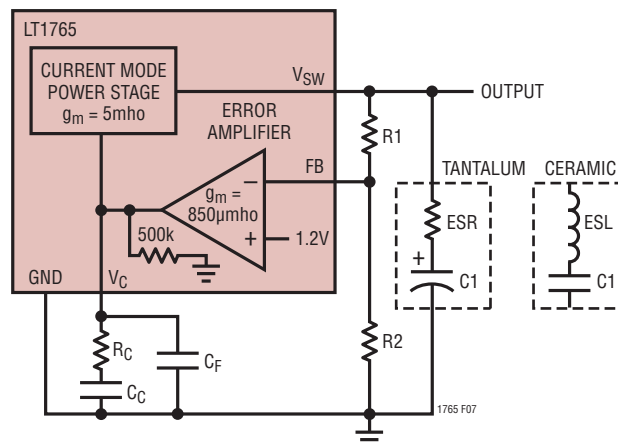 LT1765
CURRENT MODE
POWER STAGE
gm = 5mho
VSW
OUTPUT
ERROR
AMPLIFIER
R1
FB
TANTALUM
CERAMIC
gm =
850µmho
–
+
1.2V
500k
ESR
ESL
+
C1
C1
GND
VC
RC
CF
R2
CC
1765 F07